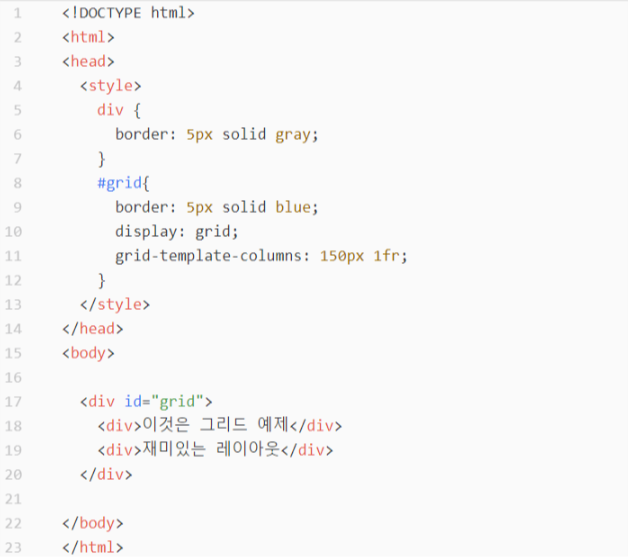 1 <!DOCTYPE html>
2 <html>
3 <head>
4 <style>
5 div {
6 border: 5px solid gray;
7 }
8 #grid{
9 border: 5px solid blue;
10 display: grid;
11 grid-template-columns: 150px 1fr;
12 }
13 </style>
14 </head>
15 <body>
16
17 <div id="grid">
18 <div>이것은 그리드 예제</div>
19 <div>재미있는 레이아웃</div>
20 </div>
21
22 </body>
23 </html>